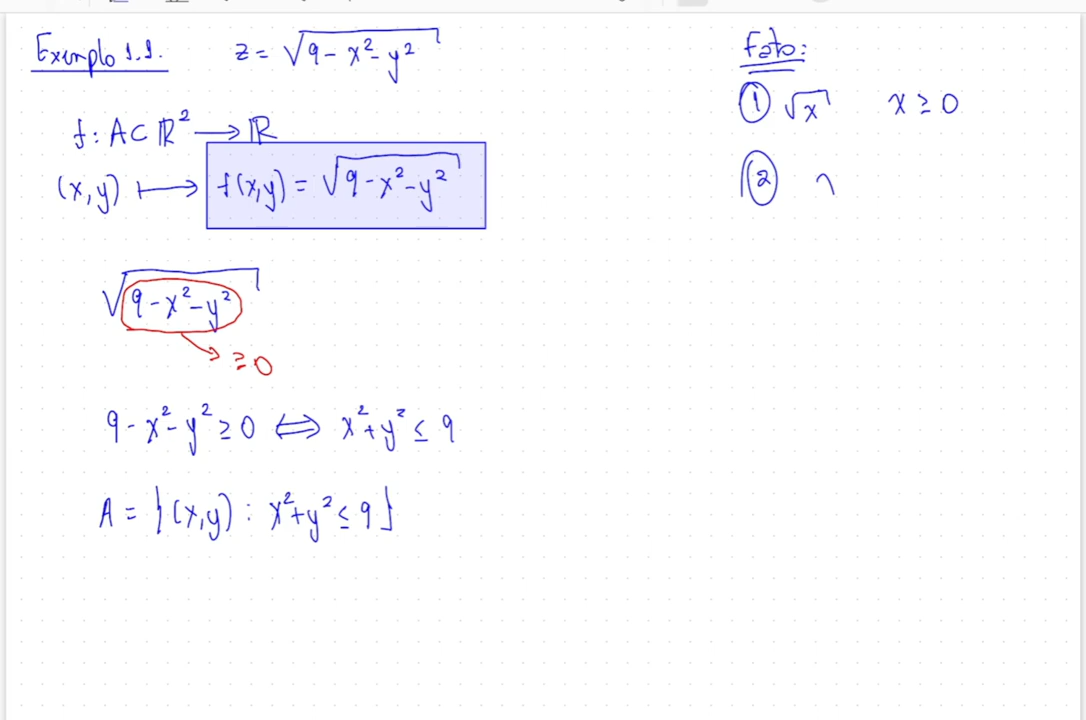 Exemplo 1.1. z = √(9 - x² - y²)
f : A ⊂ ℝ² → ℝ
(x,y) ↦ f(x,y) = √(9 - x² - y²)
√(9 - x² - y²)
≥ 0
9 - x² - y² ≥ 0 ⟺ x² + y² ≤ 9
A = {(x,y) : x² + y² ≤ 9}
Fato:
① √x x ≥ 0
②